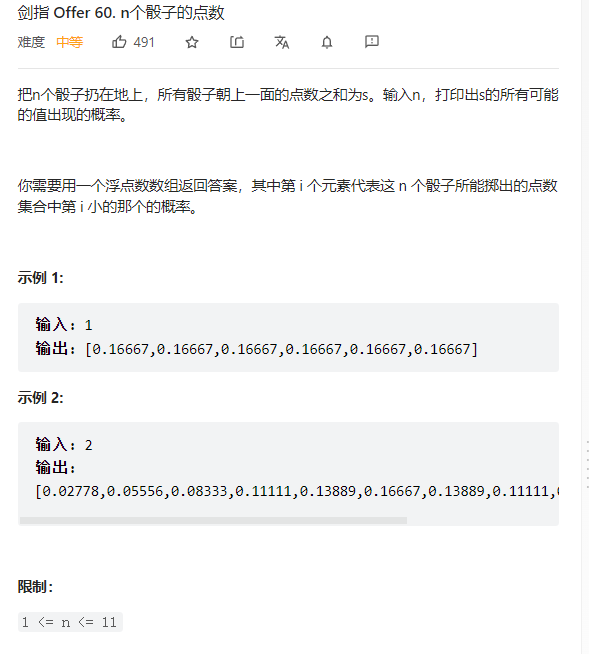 剑指 Offer 60. n个骰子的点数
难度 中等 491
把n个骰子扔在地上，所有骰子朝上一面的点数之和为s。输入n，打印出s的所有可能
的值出现的概率。
你需要用一个浮点数数组返回答案，其中第 i 个元素代表这 n 个骰子所能掷出的点数
集合中第 i 小的那个的概率。
示例 1:
输入：1
输出：[0.16667,0.16667,0.16667,0.16667,0.16667,0.16667]
示例 2:
输入：2
输出：
[0.02778,0.05556,0.08333,0.11111,0.13889,0.16667,0.13889,0.11111,
限制：
1 <= n <= 11